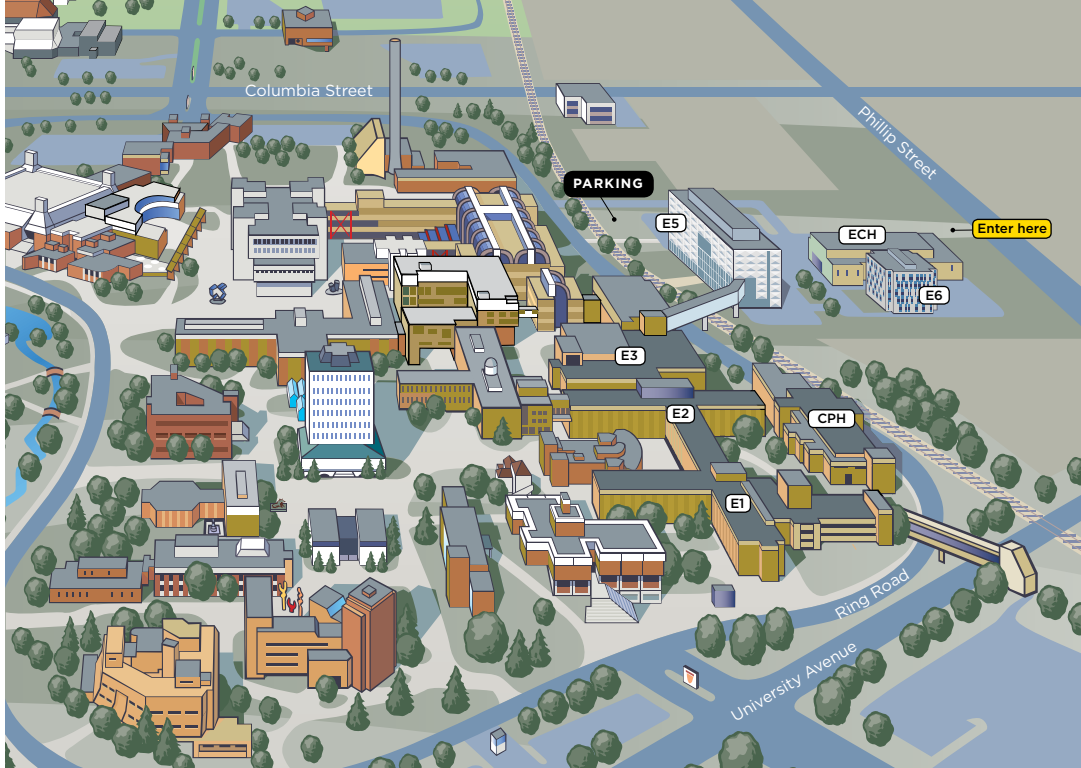 Columbia Street
Phillip Street
PARKING
E5
ECH
Enter here
E6
E3
E2
CPH
E1
Ring Road
University Avenue